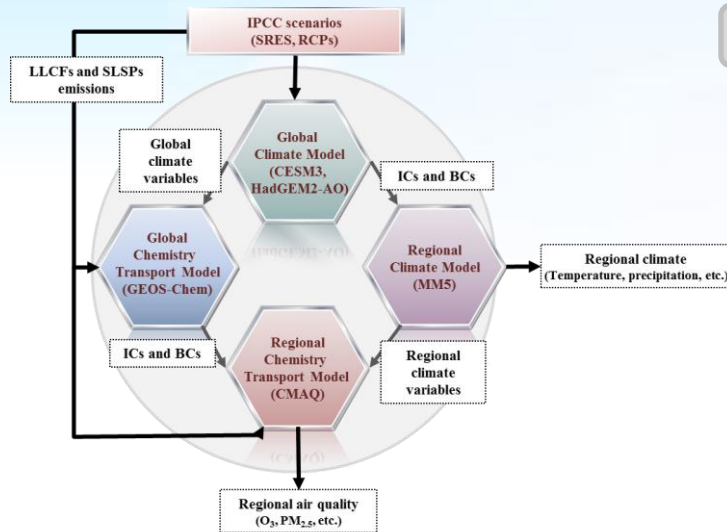 IPCC scenarios
(SRES, RCPs)
LLCFs and SLSPs
emissions
Global
climate
variables
Global
Climate Model
(CESM3,
HadGEM2-AO)
ICs and BCs
Global
Chemistry
Transport Model
(GEOS-Chem)
Regional
Climate Model
(MM5)
Regional climate
(Temperature, precipitation, etc.)
ICs and BCs
Regional
Chemistry
Transport Model
(CMAQ)
Regional
climate
variables
Regional air quality
(O₃, PM₂.₅, etc.)